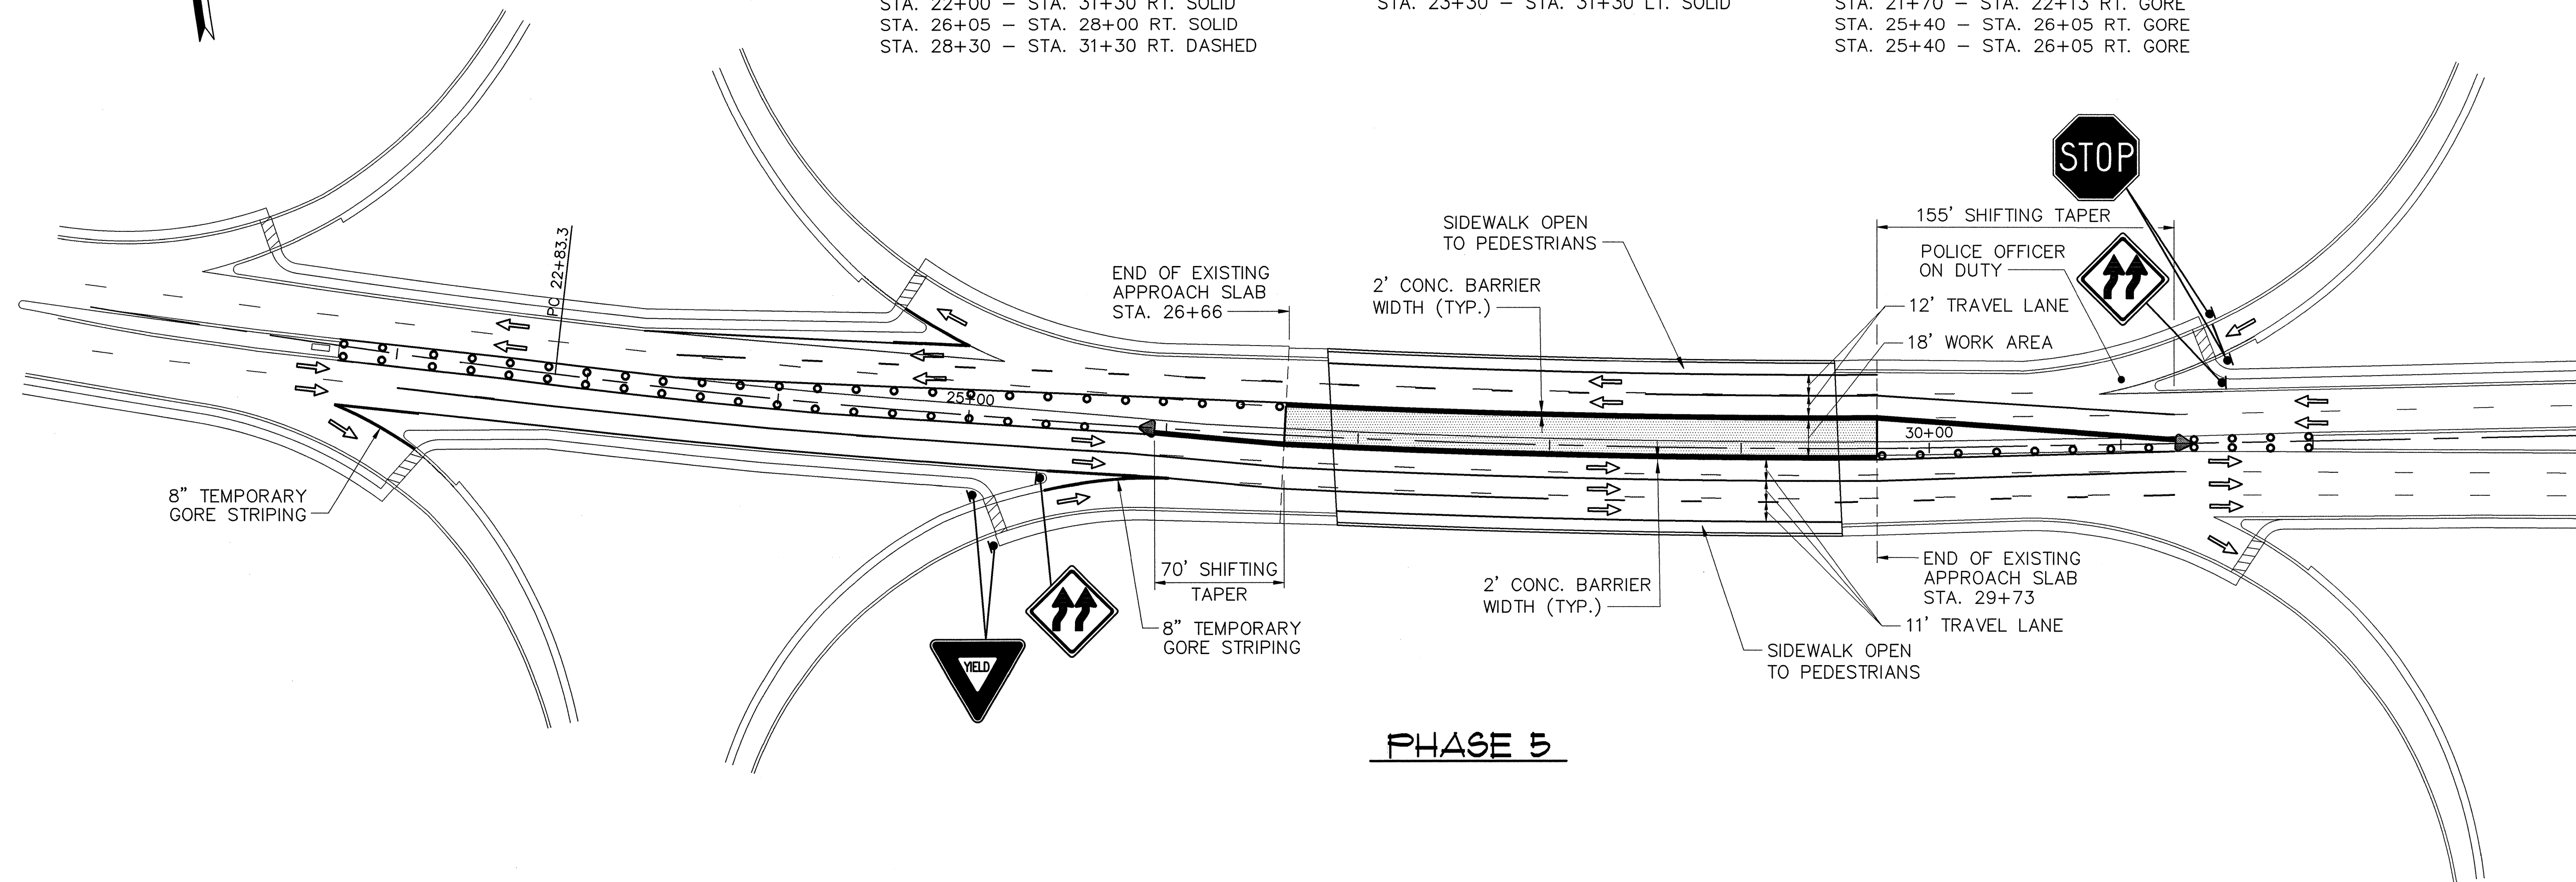 STA. 22+00 – STA. 31+30 RT. SOLID
STA. 26+05 – STA. 28+00 RT. SOLID
STA. 28+30 – STA. 31+30 RT. DASHED
STA. 23+30 – STA. 31+30 LT. SOLID
STA. 21+70 – STA. 22+13 RT. GORE
STA. 25+40 – STA. 26+05 RT. GORE
STA. 25+40 – STA. 26+05 RT. GORE
STOP
155' SHIFTING TAPER
POLICE OFFICER
ON DUTY
12' TRAVEL LANE
18' WORK AREA
SIDEWALK OPEN
TO PEDESTRIANS
2' CONC. BARRIER
WIDTH (TYP.)
END OF EXISTING
APPROACH SLAB
STA. 26+66
PC 22+83.3
25+00
30+00
8" TEMPORARY
GORE STRIPING
70' SHIFTING
TAPER
YIELD
8" TEMPORARY
GORE STRIPING
2' CONC. BARRIER
WIDTH (TYP.)
END OF EXISTING
APPROACH SLAB
STA. 29+73
11' TRAVEL LANE
SIDEWALK OPEN
TO PEDESTRIANS
PHASE 5